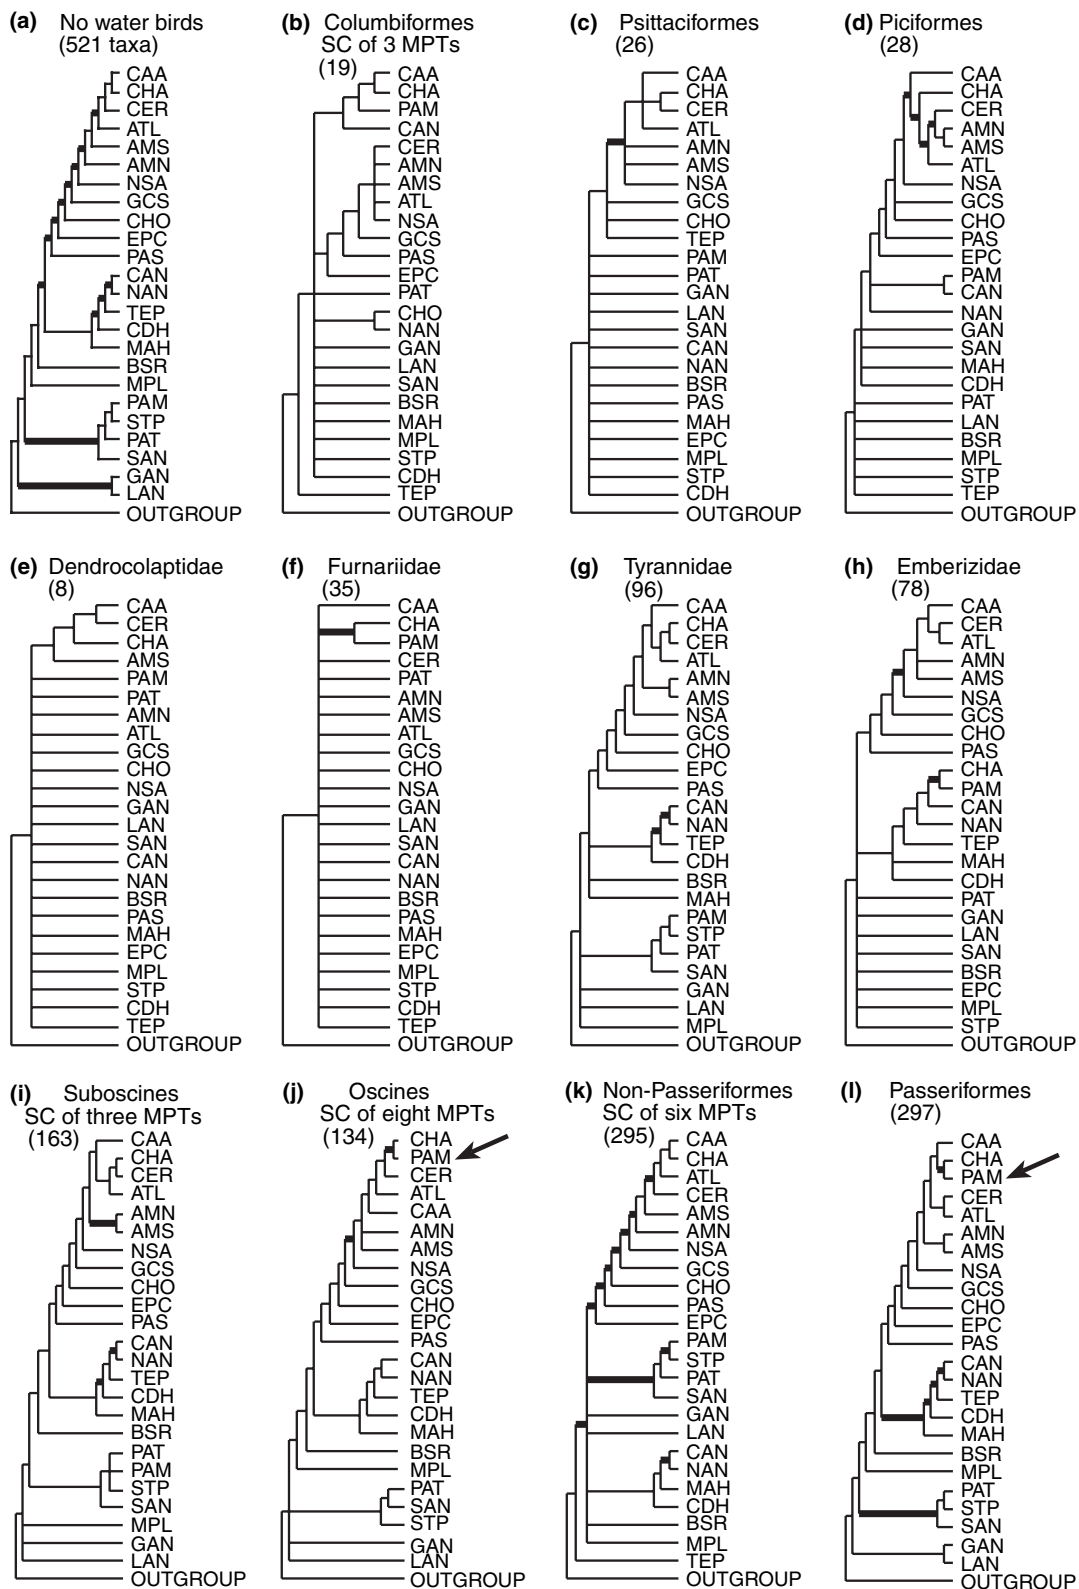 (a) No water birds
(521 taxa)
CAA
CHA
CER
ATL
AMS
AMN
NSA
GCS
CHO
EPC
PAS
CAN
NAN
TEP
CDH
MAH
BSR
MPL
PAM
STP
PAT
SAN
GAN
LAN
OUTGROUP
(b) Columbiformes
SC of 3 MPTs
(19)
CAA
CHA
PAM
CAN
CER
AMN
AMS
ATL
NSA
GCS
PAS
EPC
PAT
CHO
NAN
GAN
LAN
SAN
BSR
MAH
MPL
STP
CDH
TEP
OUTGROUP
(c) Psittaciformes
(26)
CAA
CHA
CER
ATL
AMN
AMS
NSA
GCS
CHO
TEP
PAM
PAT
GAN
LAN
SAN
CAN
NAN
BSR
PAS
MAH
EPC
MPL
STP
CDH
OUTGROUP
(d) Piciformes
(28)
CAA
CHA
CER
AMN
AMS
ATL
NSA
GCS
CHO
PAS
EPC
PAM
CAN
NAN
GAN
SAN
MAH
CDH
PAT
LAN
BSR
MPL
STP
TEP
OUTGROUP
(e) Dendrocolaptidae
(8)
CAA
CER
CHA
AMS
PAM
PAT
AMN
ATL
GCS
CHO
NSA
GAN
LAN
SAN
CAN
NAN
BSR
PAS
MAH
EPC
MPL
STP
CDH
TEP
OUTGROUP
(f) Furnariidae
(35)
CAA
CHA
PAM
CER
PAT
AMN
AMS
ATL
GCS
CHO
NSA
GAN
LAN
SAN
CAN
NAN
BSR
PAS
MAH
EPC
MPL
STP
CDH
TEP
OUTGROUP
(g) Tyrannidae
(96)
CAA
CHA
CER
ATL
AMN
AMS
NSA
GCS
CHO
EPC
PAS
CAN
NAN
TEP
CDH
BSR
MAH
PAM
STP
PAT
SAN
GAN
LAN
MPL
OUTGROUP
(h) Emberizidae
(78)
CAA
CER
ATL
AMN
AMS
NSA
GCS
CHO
PAS
CHA
PAM
CAN
NAN
TEP
MAH
CDH
PAT
GAN
LAN
SAN
BSR
EPC
MPL
STP
OUTGROUP
(i) Suboscines
SC of three MPTs
(163)
CAA
CHA
CER
ATL
AMN
AMS
NSA
GCS
CHO
EPC
PAS
CAN
NAN
TEP
CDH
MAH
BSR
PAT
PAM
STP
SAN
MPL
GAN
LAN
OUTGROUP
(j) Oscines
SC of eight MPTs
(134)
CHA
PAM
CER
ATL
CAA
AMN
AMS
NSA
GCS
CHO
EPC
PAS
CAN
NAN
TEP
CDH
MAH
BSR
MPL
PAT
SAN
STP
GAN
LAN
OUTGROUP
(k) Non-Passeriformes
SC of six MPTs
(295)
CAA
CHA
ATL
CER
AMS
AMN
NSA
GCS
CHO
PAS
EPC
PAM
STP
PAT
SAN
GAN
LAN
CAN
NAN
MAH
CDH
BSR
MPL
TEP
OUTGROUP
(l) Passeriformes
(297)
CAA
CHA
PAM
CER
ATL
AMN
AMS
NSA
GCS
CHO
EPC
PAS
CAN
NAN
TEP
CDH
MAH
BSR
MPL
PAT
STP
SAN
GAN
LAN
OUTGROUP